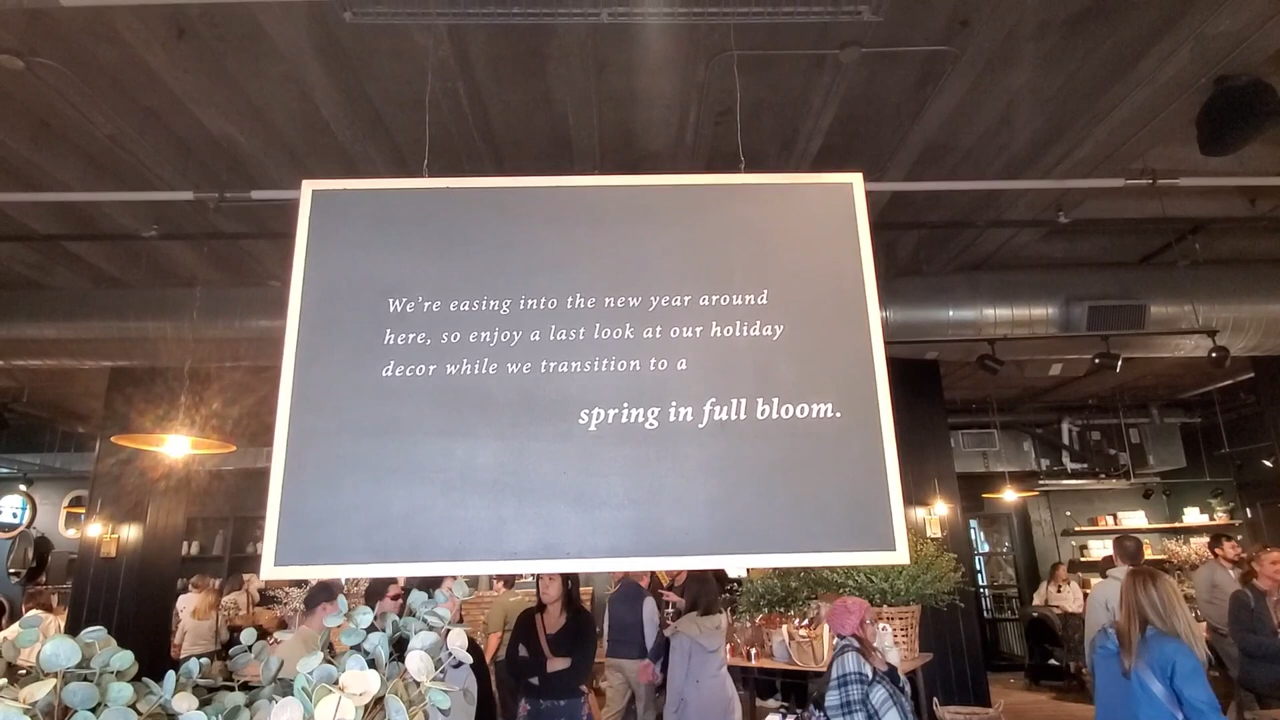 We're easing into the new year around
here, so enjoy a last look at our holiday
decor while we transition to a
spring in full bloom.